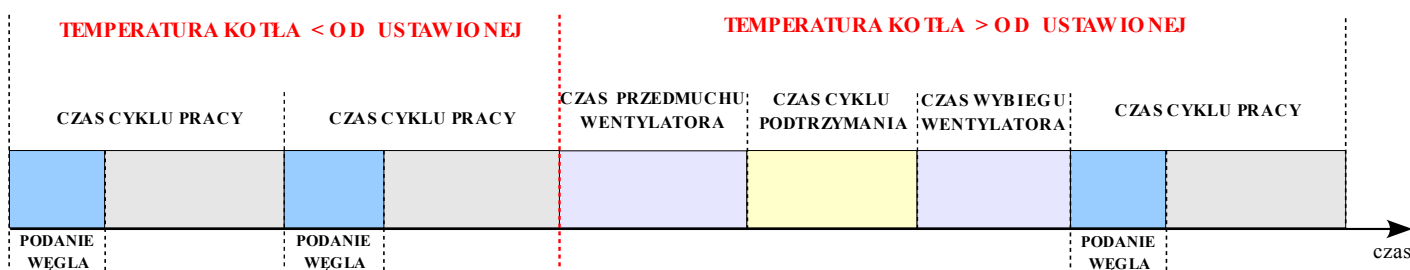 TEMPERATURA KOTŁA < OD USTAWIONEJ
TEMPERATURA KOTŁA > OD USTAWIONEJ
CZAS CYKLU PRACY
CZAS CYKLU PRACY
CZAS PRZEDMUCHU
WENTYLATORA
CZAS CYKLU
PODTRZYMANIA
CZAS WYBIEGU
WENTYLATORA
CZAS CYKLU PRACY
PODANIE
WĘGLA
PODANIE
WĘGLA
PODANIE
WĘGLA
czas